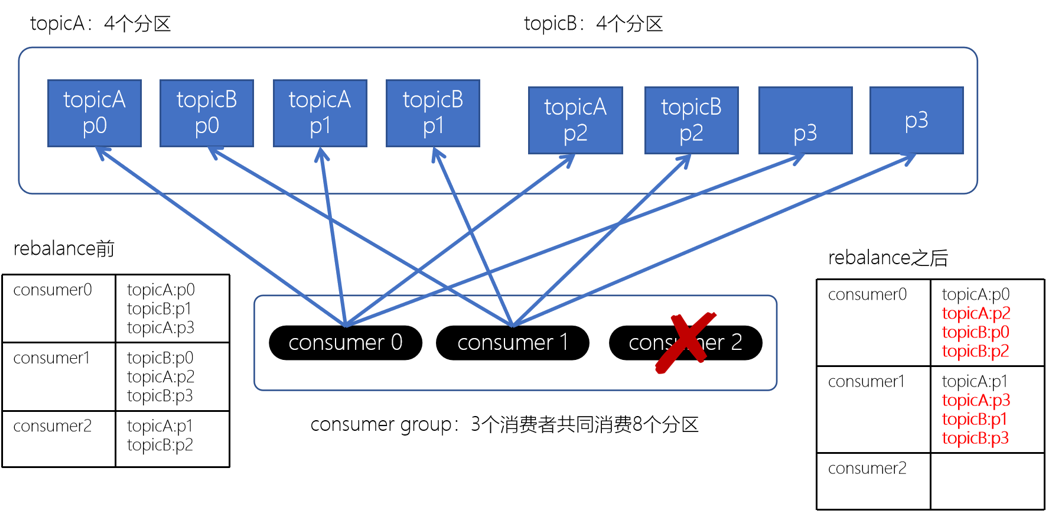 topicA：4个分区
topicB：4个分区
topicA
p0
topicB
p0
topicA
p1
topicB
p1
topicA
p2
topicB
p2
p3
p3
rebalance前
consumer0
topicA:p0
topicB:p1
topicA:p3
consumer1
topicB:p0
topicA:p2
topicB:p3
consumer2
topicA:p1
topicB:p2
consumer 0
consumer 1
consumer 2
consumer group：3个消费者共同消费8个分区
rebalance之后
consumer0
topicA:p0
topicA:p2
topicB:p0
topicB:p2
consumer1
topicA:p1
topicA:p3
topicB:p1
topicB:p3
consumer2